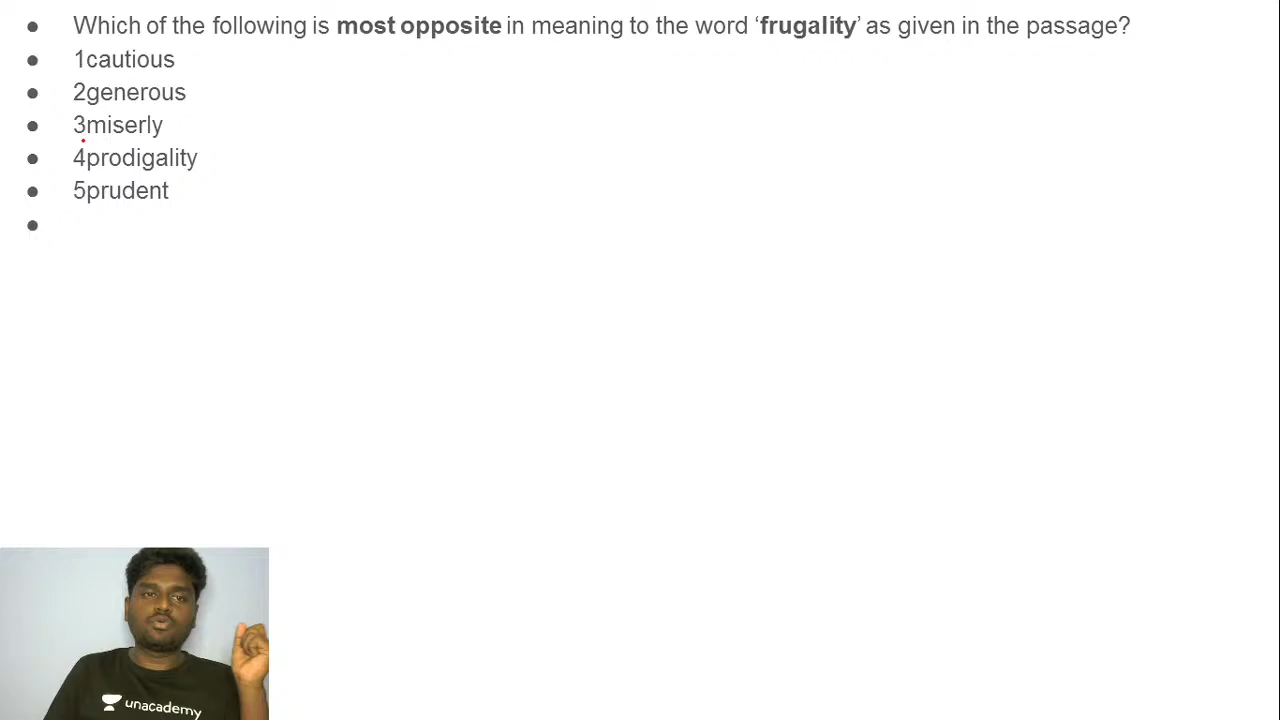 Which of the following is most opposite in meaning to the word ‘frugality’ as given in the passage?
1cautious
2generous
3miserly
4prodigality
5prudent
unacademy